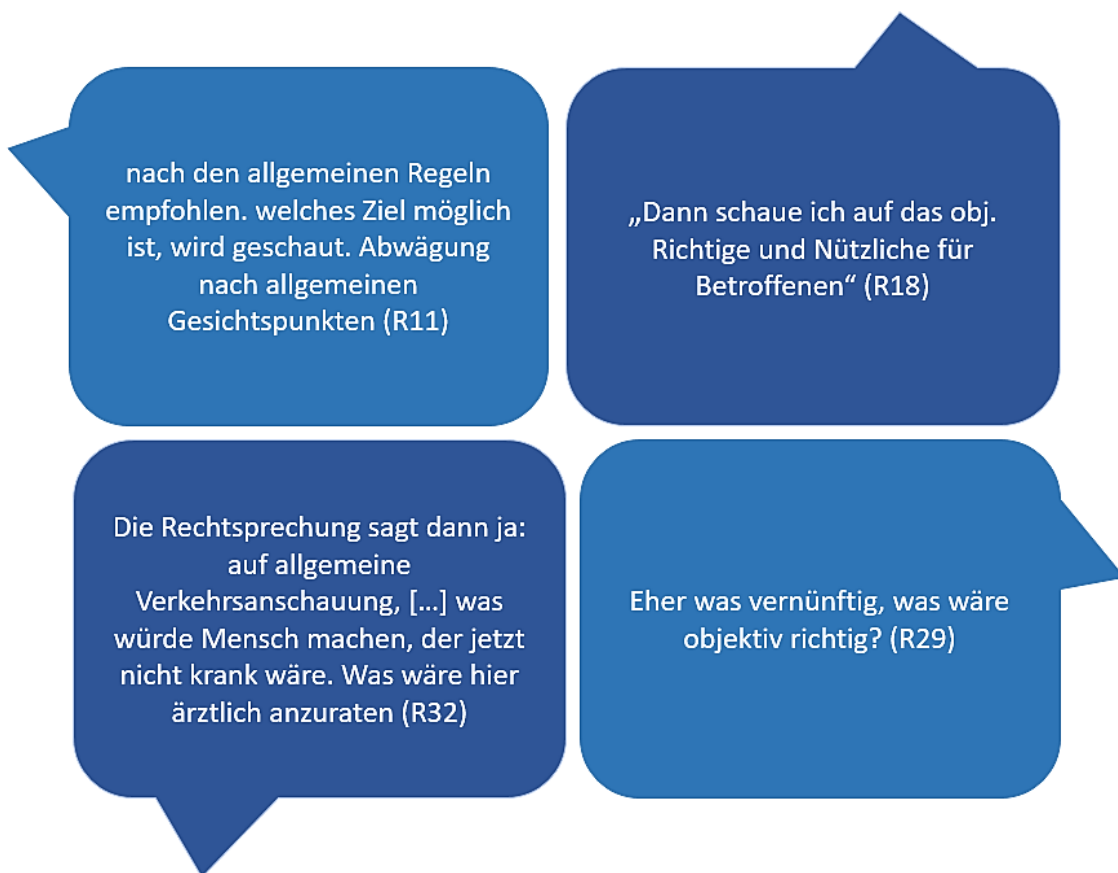 nach den allgemeinen Regeln
empfohlen. welches Ziel möglich
ist, wird geschaut. Abwägung
nach allgemeinen
Gesichtspunkten (R11)
„Dann schaue ich auf das obj.
Richtige und Nützliche für
Betroffenen“ (R18)
Die Rechtsprechung sagt dann ja:
auf allgemeine
Verkehrsanschauung, […] was
würde Mensch machen, der jetzt
nicht krank wäre. Was wäre hier
ärztlich anzuraten (R32)
Eher was vernünftig, was wäre
objektiv richtig? (R29)